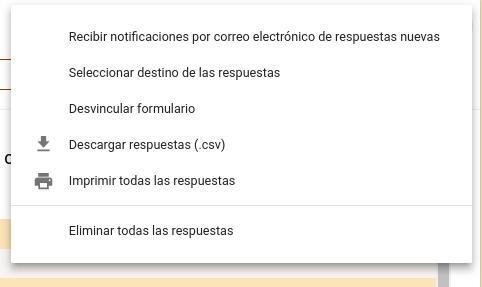 Recibir notificaciones por correo electrónico de respuestas nuevas
Seleccionar destino de las respuestas
Desvincular formulario
Descargar respuestas (.csv)
Imprimir todas las respuestas
Eliminar todas las respuestas